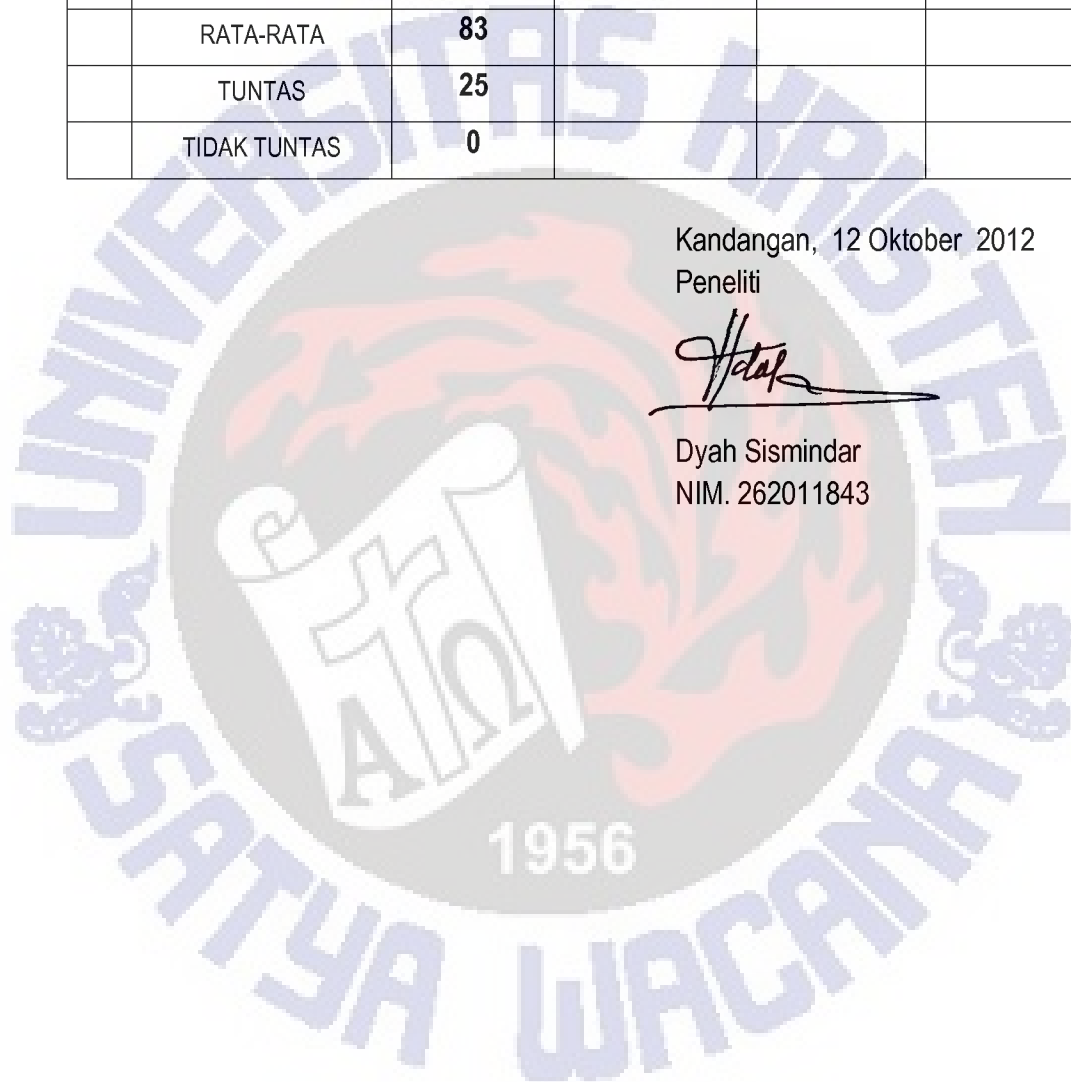 RATA-RATA 83
TUNTAS 25
TIDAK TUNTAS 0
Kandangan, 12 Oktober 2012
Peneliti
Dyah Sismindar
NIM. 262011843
UNIVERSITAS KRISTEN
SATYA WACANA
A Ω
1956